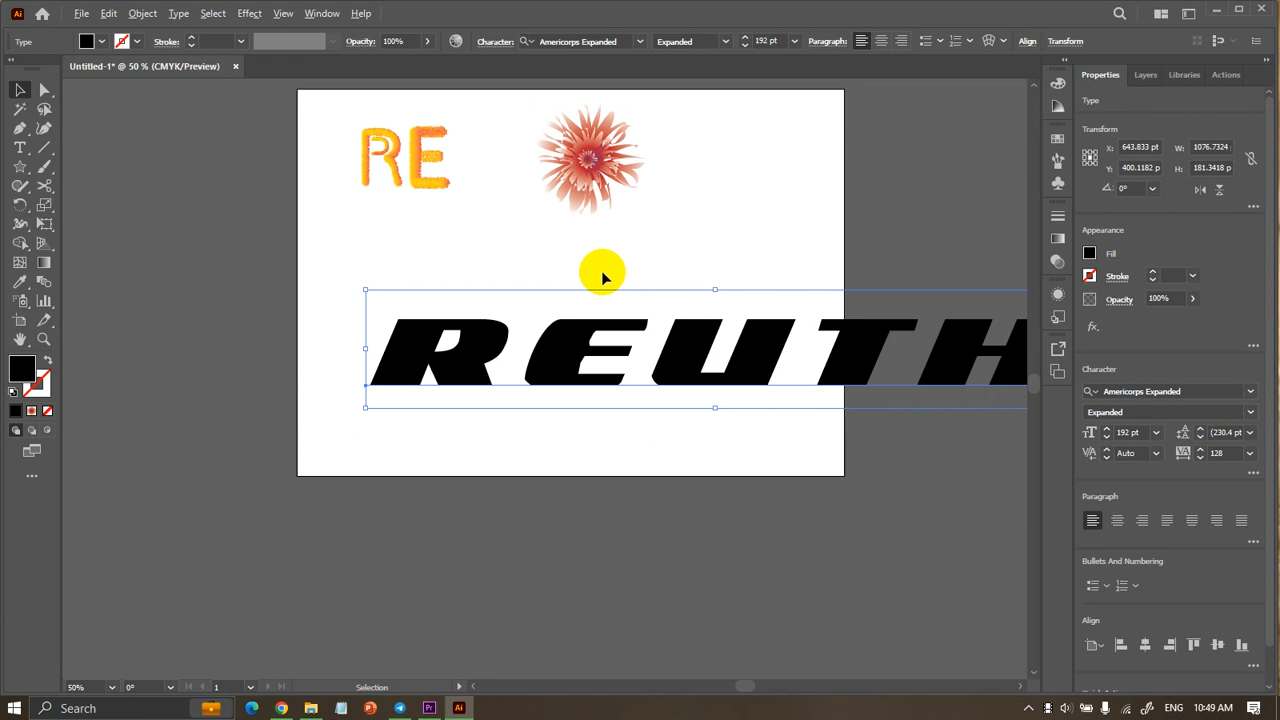 Ai File Edit Object Type Select Effect View Window Help
Type Stroke: Opacity: 100% Character: Americorps Expanded Expanded 192 pt Paragraph: Align Transform
Untitled-1* @ 50 % (CMYK/Preview)
Properties Layers Libraries Actions
Type
Transform
X: 643.833 pt W: 1076.7324
Y: 400.1182 p H: 181.3418 p
0°
RE
Appearance
Fill
Stroke
Opacity 100%
fx.
REUTH
Character
Americorps Expanded
Expanded
192 pt (230.4 pt
Auto 128
Paragraph
Bullets And Numbering
Align
50% 0° 1 Selection
Search Pr Ai 10:49 AM